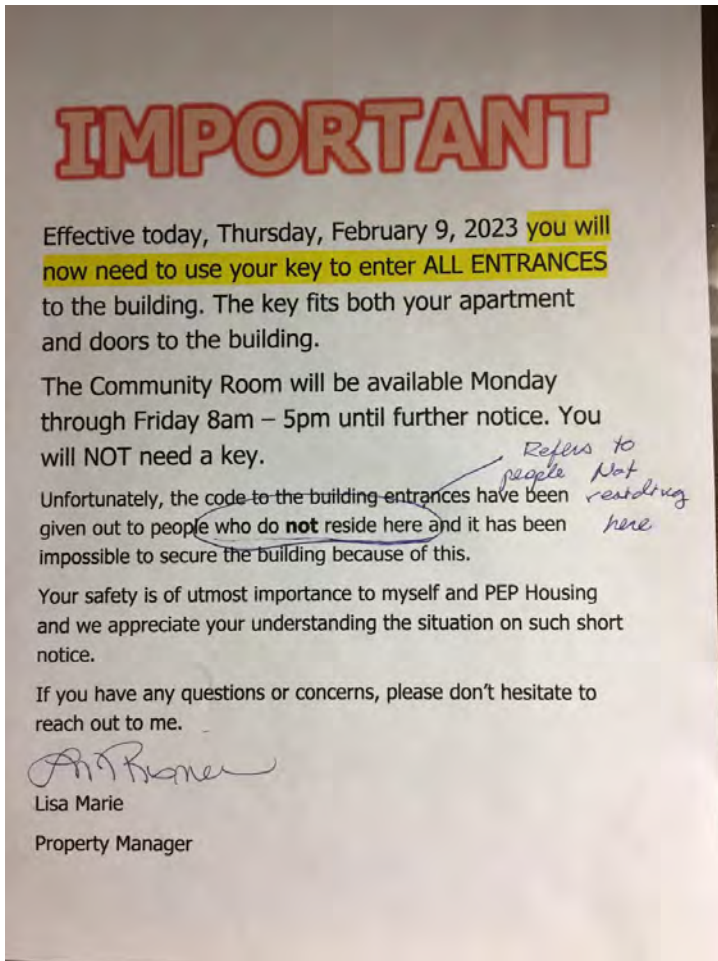 IMPORTANT
Effective today, Thursday, February 9, 2023 you will
now need to use your key to enter ALL ENTRANCES
to the building. The key fits both your apartment
and doors to the building.
The Community Room will be available Monday
through Friday 8am – 5pm until further notice. You
will NOT need a key.
Refers to
people Not
residing
here
Unfortunately, the code to the building entrances have been
given out to people who do not reside here and it has been
impossible to secure the building because of this.
Your safety is of utmost importance to myself and PEP Housing
and we appreciate your understanding the situation on such short
notice.
If you have any questions or concerns, please don't hesitate to
reach out to me.
Lisa Marie
Property Manager